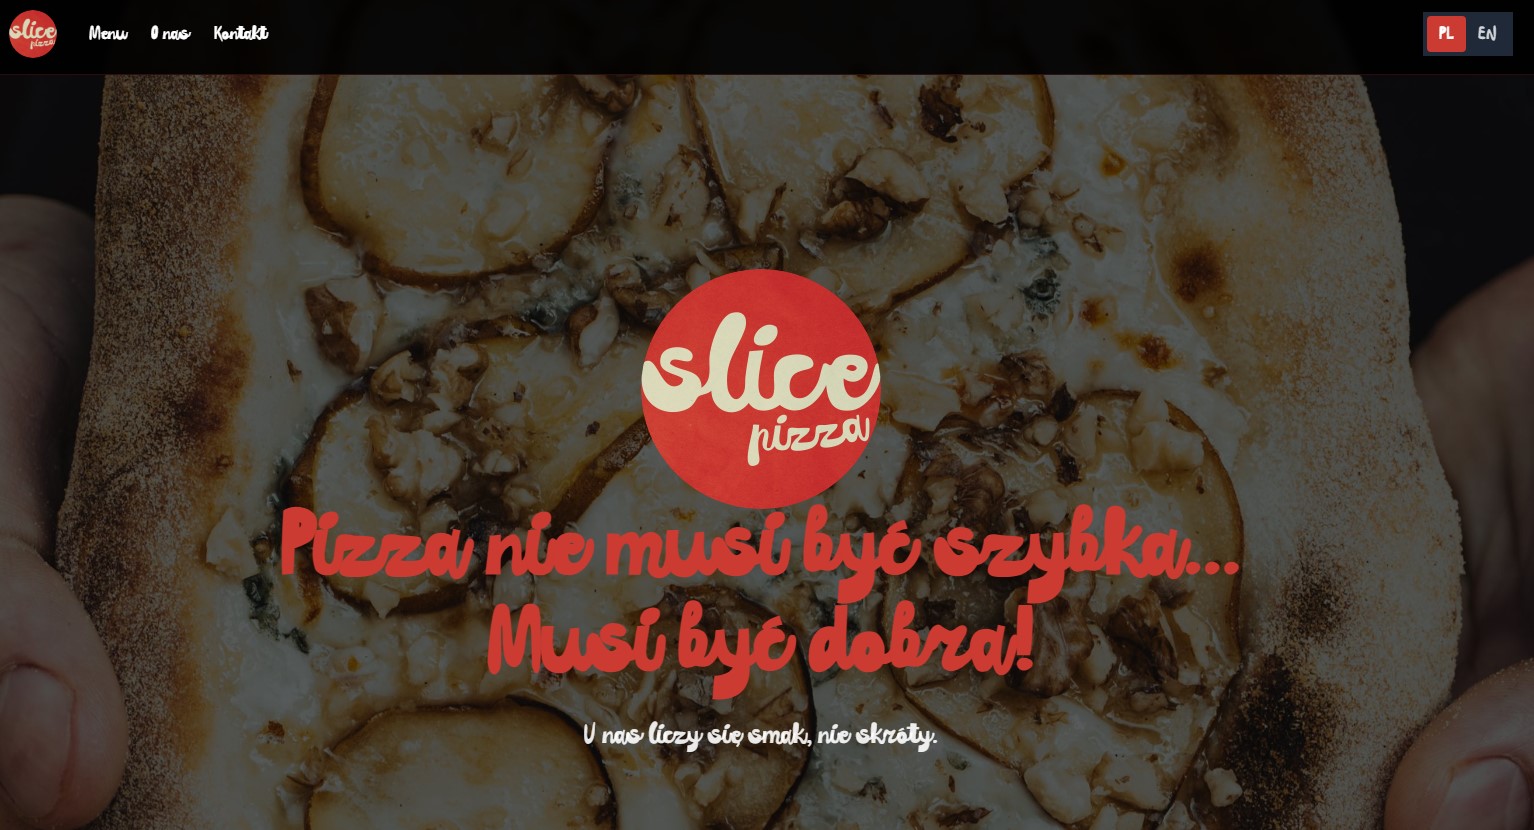 slice
pizza
Menu O nas Kontakt
PL EN
slice
pizza
Pizza nie musi być szybka...
Musi być dobra!
U nas liczy się smak, nie skróty.